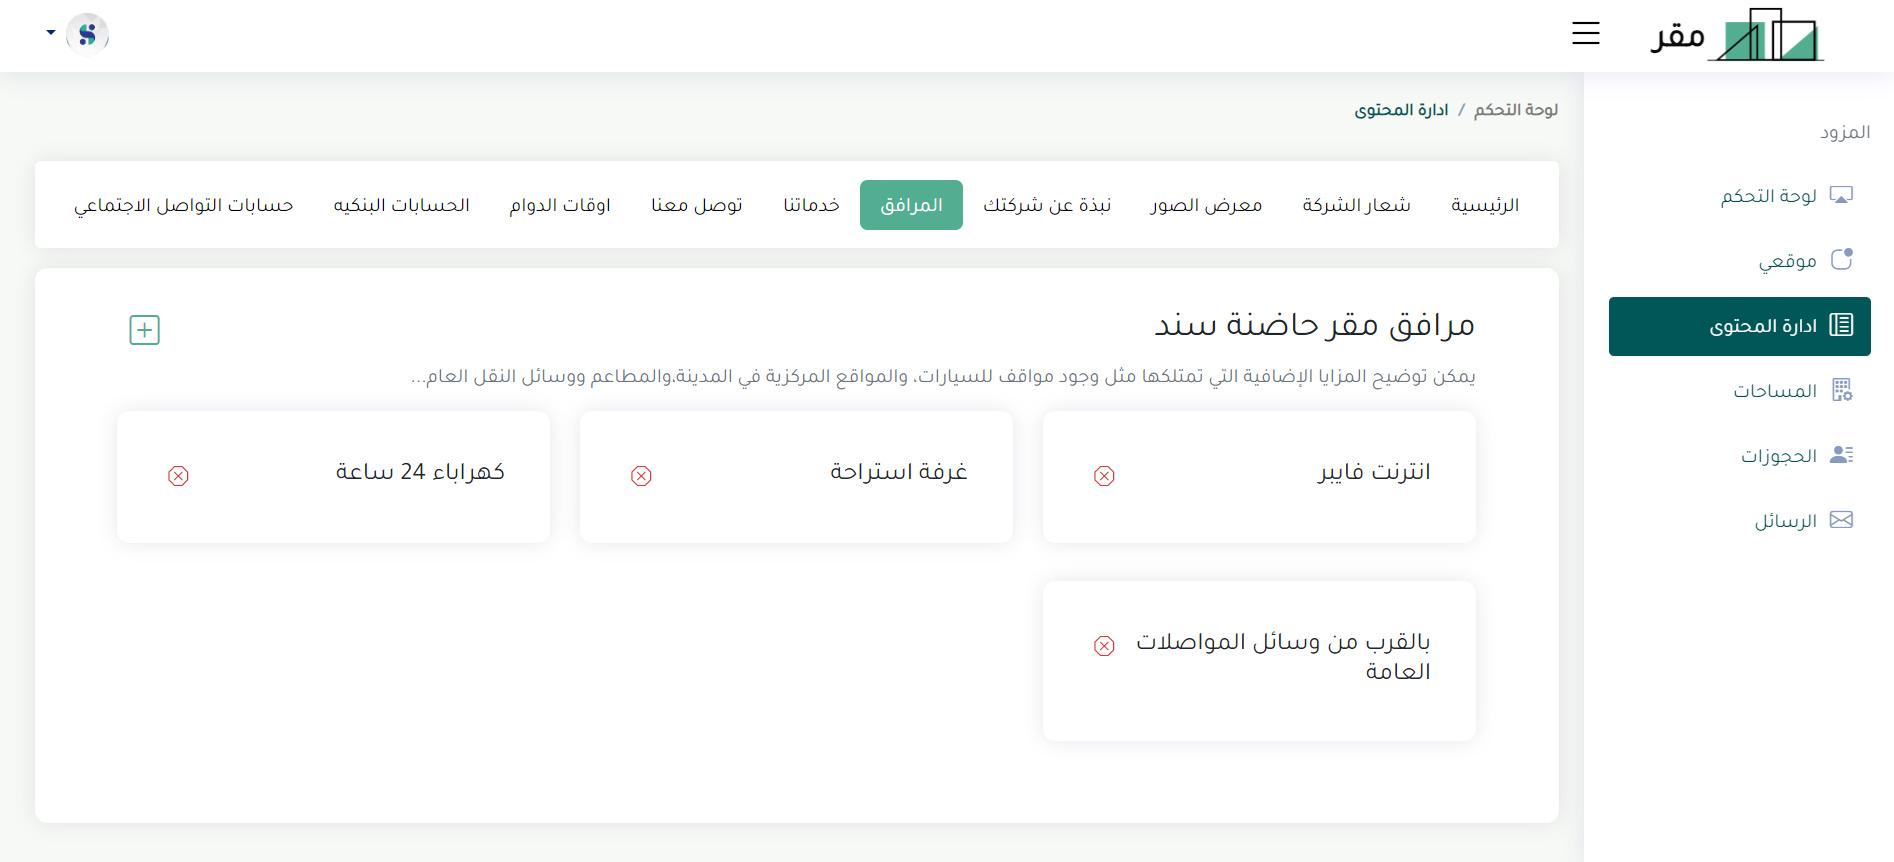 مقر
المزود
لوحة التحكم
موقعي
ادارة المحتوى
المساحات
الحجوزات
الرسائل
لوحة التحكم / ادارة المحتوى
الرئيسية شعار الشركة معرض الصور نبذة عن شركتك المرافق خدماتنا توصل معنا اوقات الدوام الحسابات البنكيه حسابات التواصل الاجتماعي
مرافق مقر حاضنة سند
يمكن توضيح المزايا الإضافية التي تمتلكها مثل وجود مواقف للسيارات، والمواقع المركزية في المدينة،والمطاعم ووسائل النقل العام...
انترنت فايبر
غرفة استراحة
كهراباء 24 ساعة
بالقرب من وسائل المواصلات
العامة